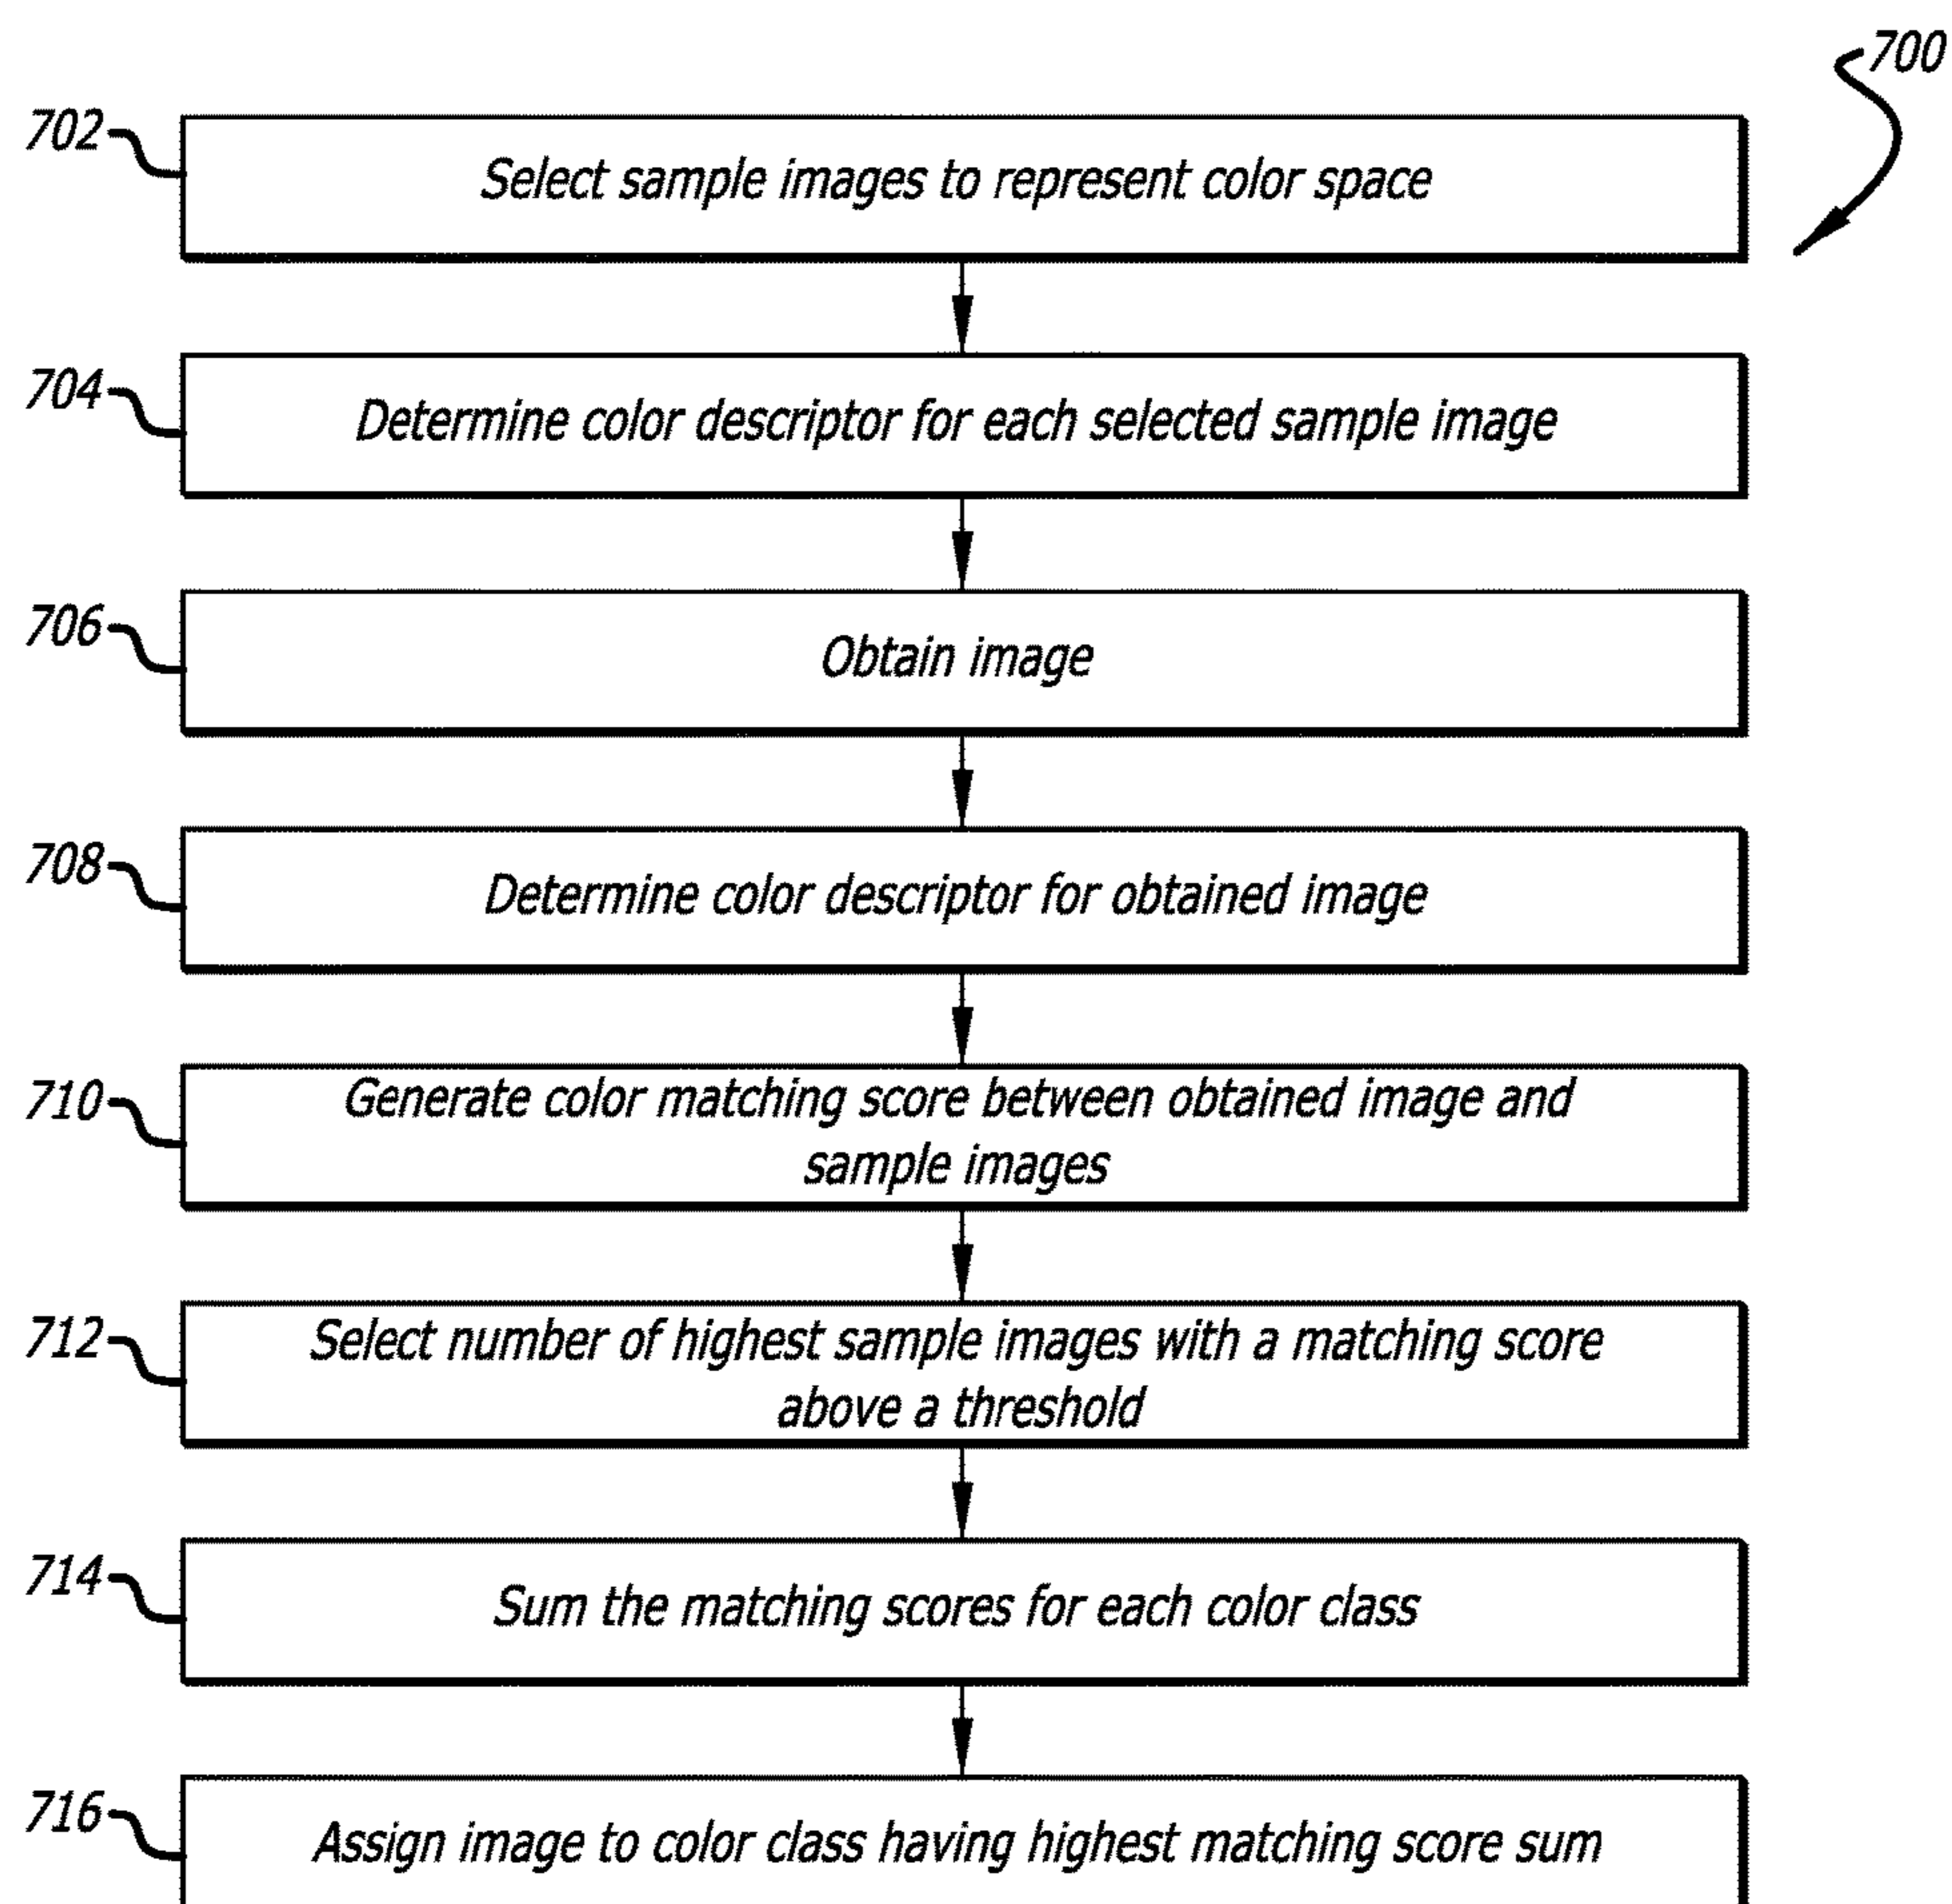 700
702
Select sample images to represent color space
704
Determine color descriptor for each selected sample image
706
Obtain image
708
Determine color descriptor for obtained image
710
Generate color matching score between obtained image and
sample images
712
Select number of highest sample images with a matching score
above a threshold
714
Sum the matching scores for each color class
716
Assign image to color class having highest matching score sum